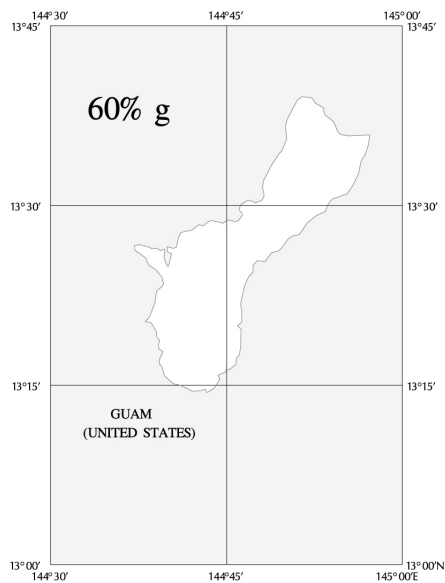 144°30′ 144°45′ 145°00′
13°45′ 13°45′
60% g
13°30′ 13°30′
13°15′ 13°15′
GUAM
(UNITED STATES)
13°00′ 13°00′N
144°30′ 144°45′ 145°00′E